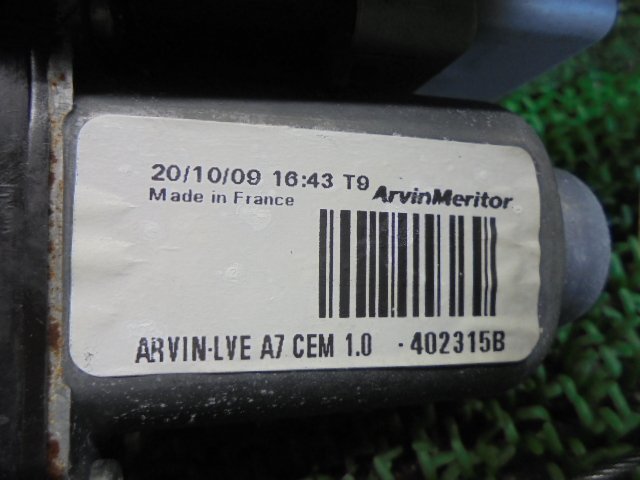 20/10/09 16:43 T9
ArvinMeritor
Made in France
ARVIN-LVE A7 CEM 1.0 - 402315B